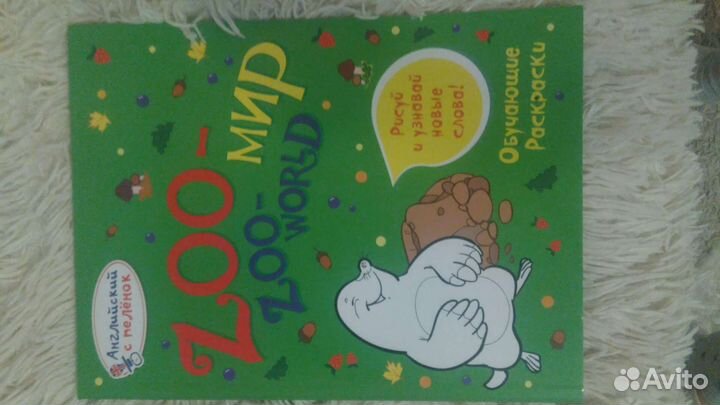 Английский
с пелёнок
ZOO-
мир
ZOO-
WORLD
Рисуй
и узнавай
новые
слова!
Обучающие
Раскраски
Avito